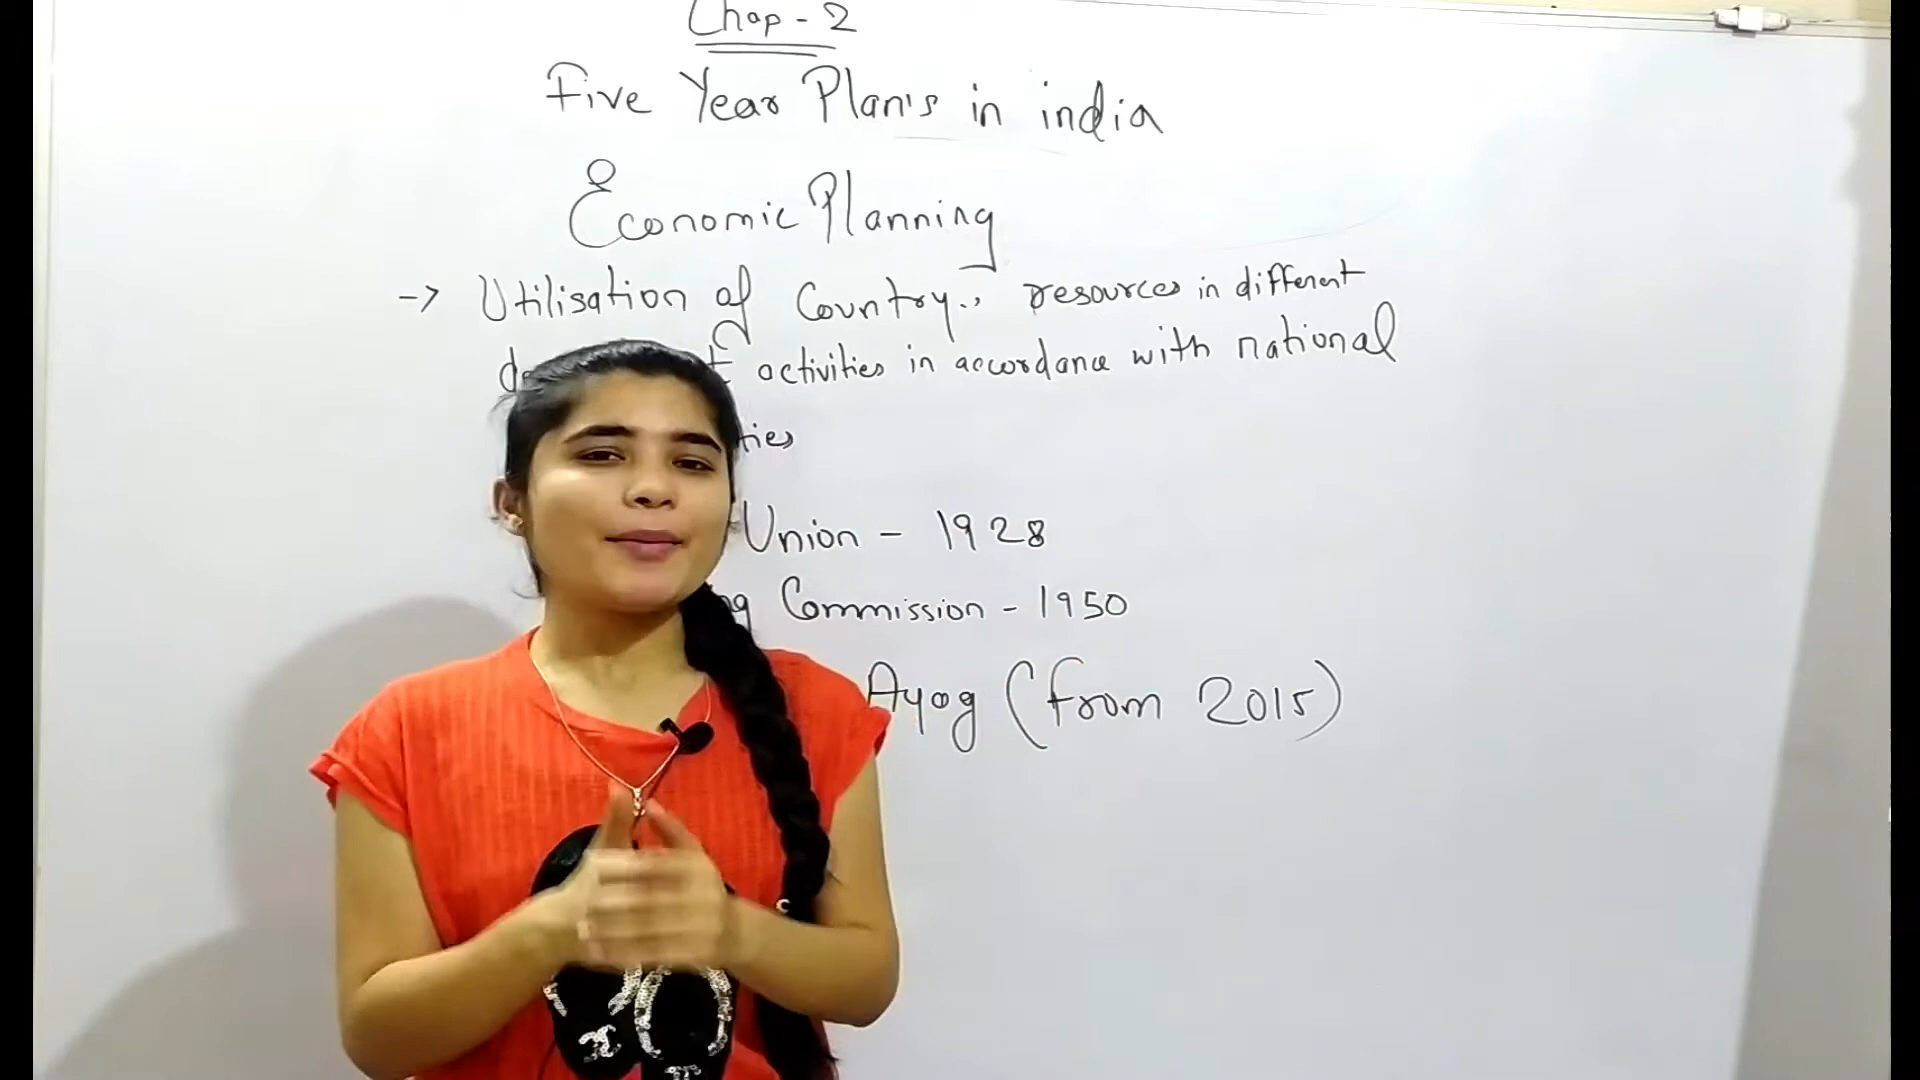 Chap - 2
Five Year Plan's in india
Economic Planning
→ Utilisation of Country's resources in different
activities in accordance with national
Union - 1928
Commission - 1950
Ayog (from 2015)